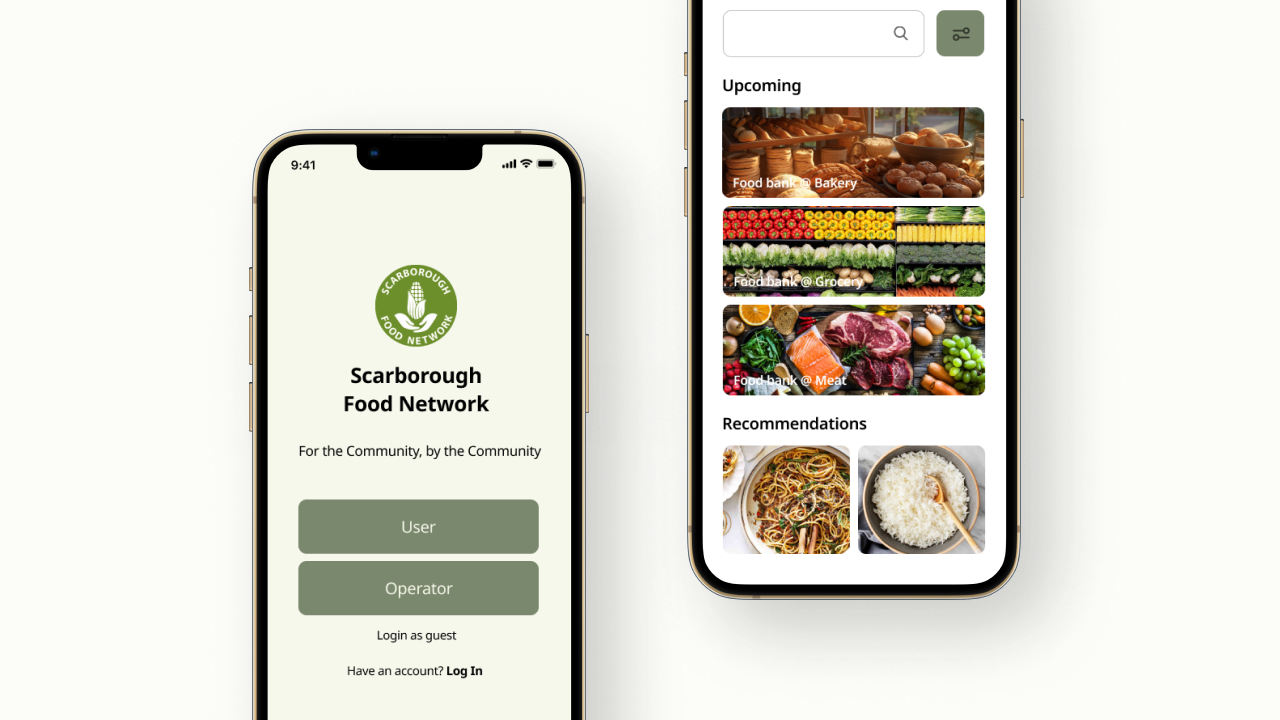 9:41
SCARBOROUGH
FOOD NETWORK
Scarborough
Food Network
For the Community, by the Community
User
Operator
Login as guest
Have an account? Log In
Upcoming
Food bank @ Bakery
Food bank @ Grocery
Food bank @ Meat
Recommendations